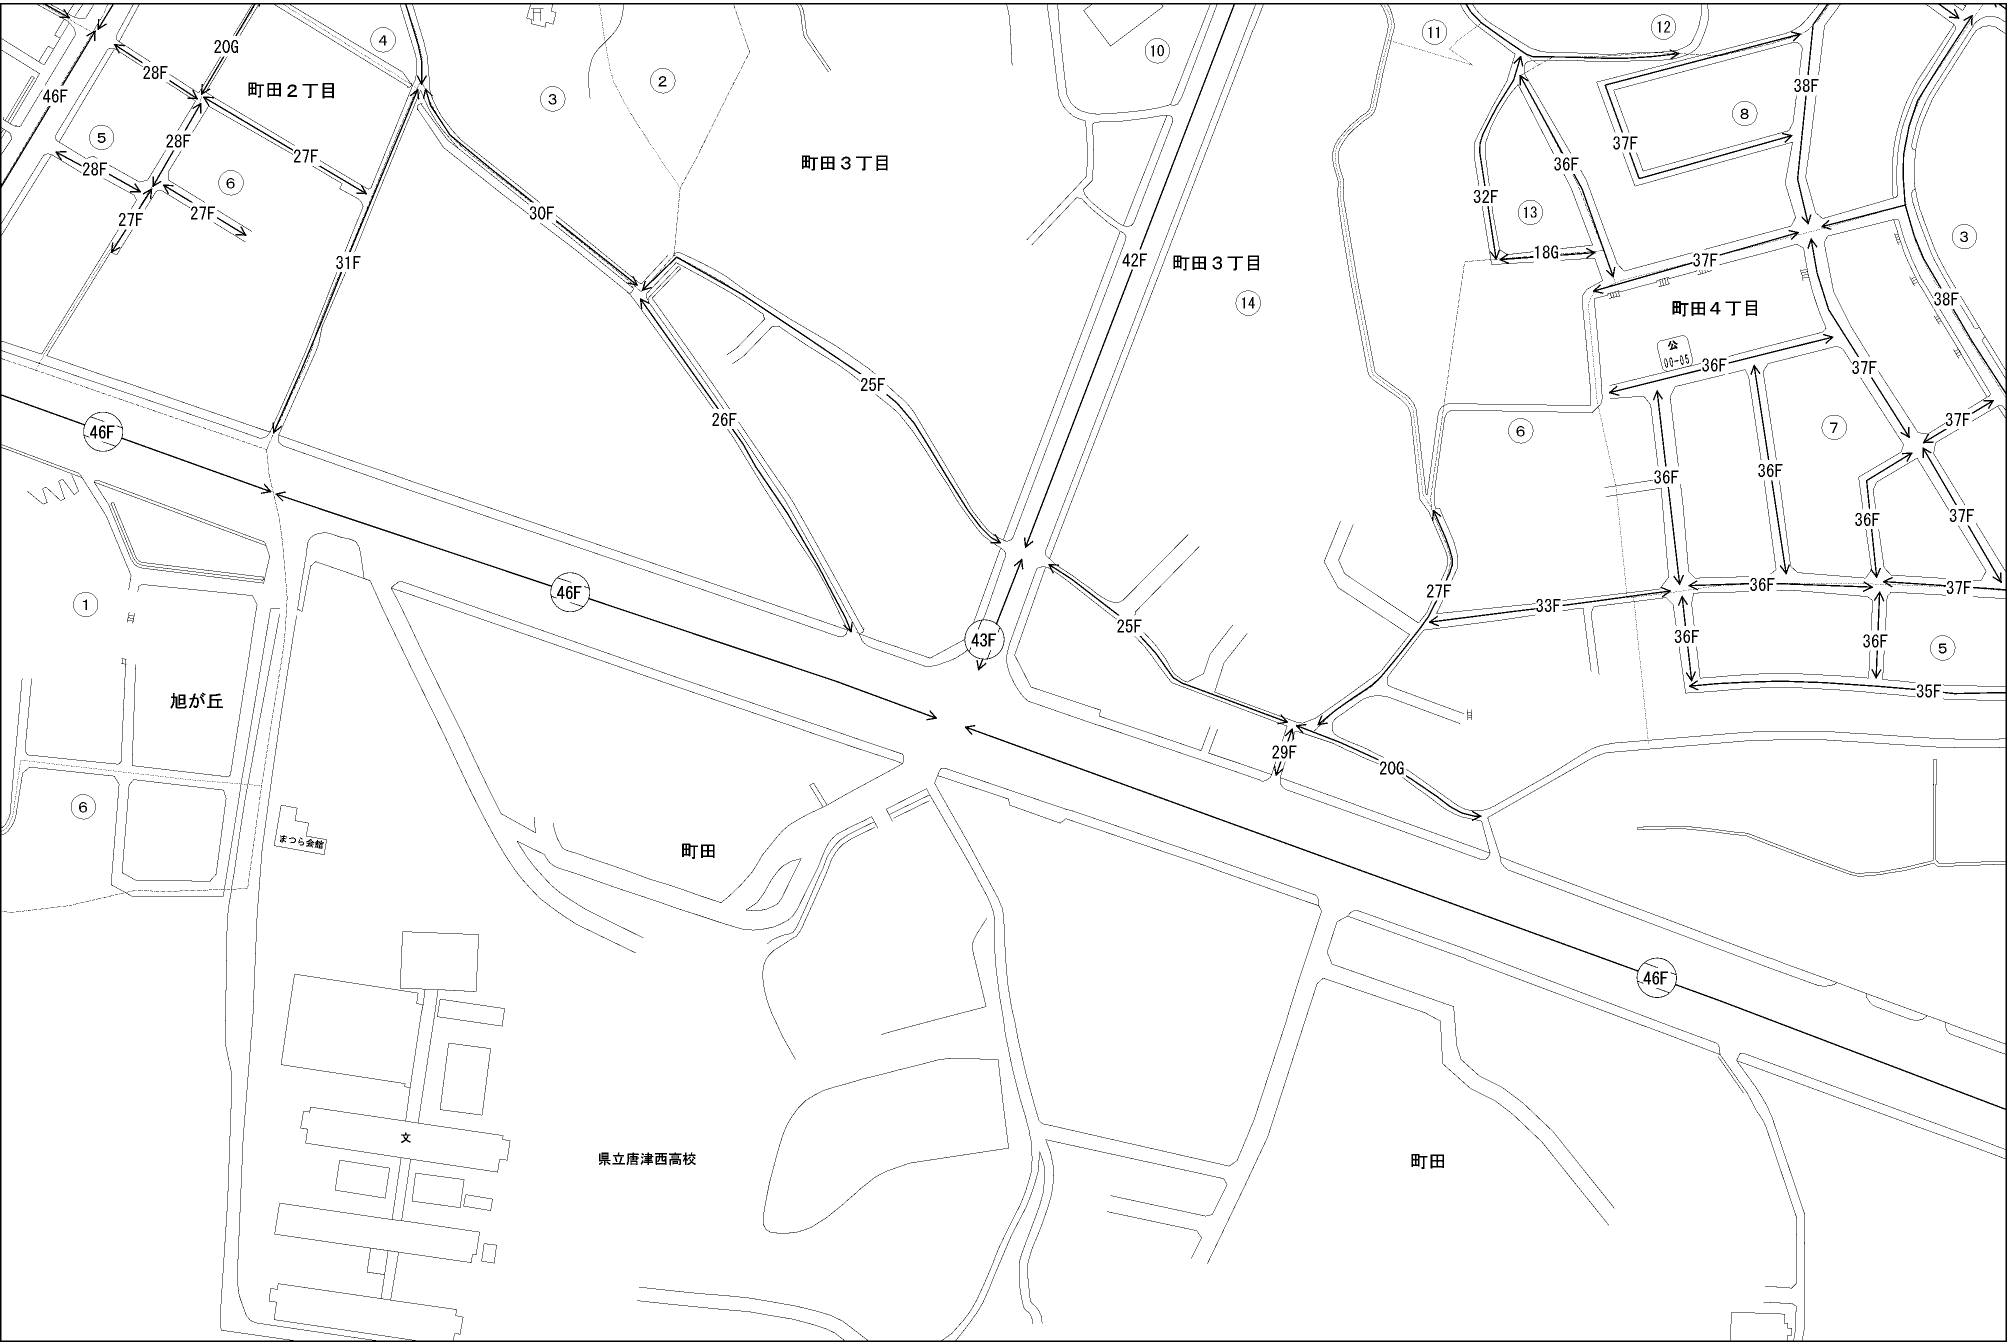 ④
②
③
⑩
⑪
⑫
20G
28F
46F
町田２丁目
38F
⑧
⑤
28F
27F
37F
町田３丁目
36F
28F
⑥
32F
27F
27F
30F
⑬
③
31F
42F
町田３丁目
18G
37F
⑭
38F
町田４丁目
公
00-05
36F
37F
25F
26F
37F
46F
⑥
⑦
36F
36F
36F
37F
46F
27F
36F
37F
①
33F
25F
43F
36F
36F
⑤
35F
旭が丘
29F
20G
⑥
まつら会館
町田
46F
文
県立唐津西高校
町田